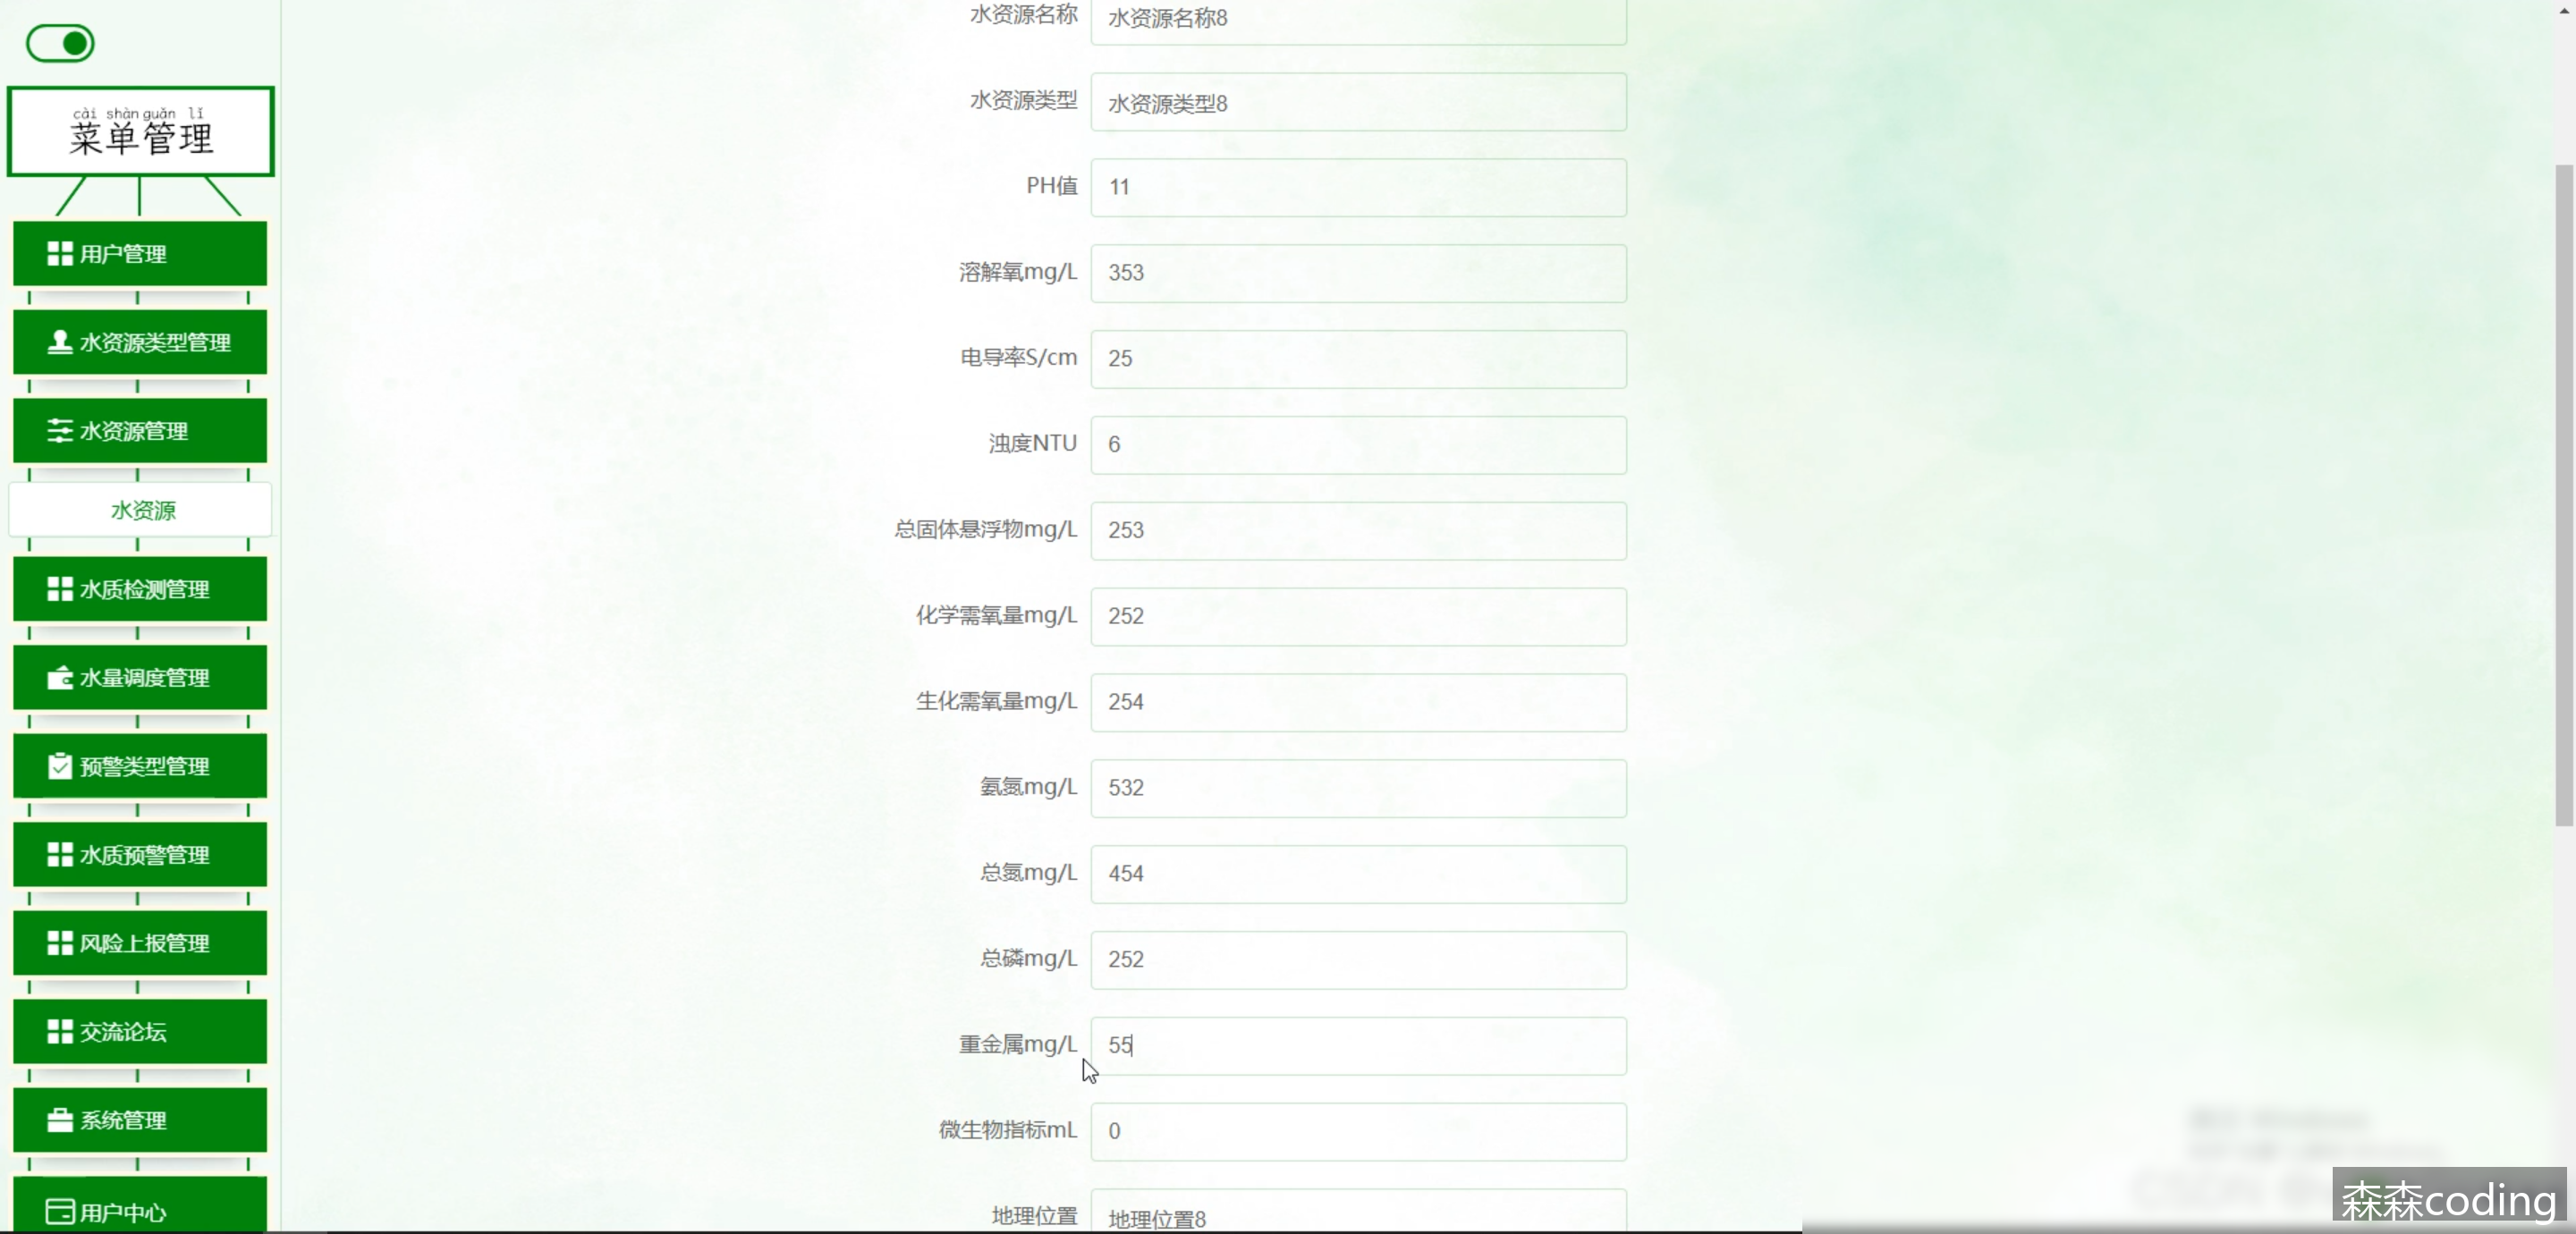 cài shàn guǎn lǐ
菜单管理
用户管理
水资源类型管理
水资源管理
水资源
水质检测管理
水量调度管理
预警类型管理
水质预警管理
风险上报管理
交流论坛
系统管理
用户中心
水资源名称 水资源名称8
水资源类型 水资源类型8
PH值 11
溶解氧mg/L 353
电导率S/cm 25
浊度NTU 6
总固体悬浮物mg/L 253
化学需氧量mg/L 252
生化需氧量mg/L 254
氨氮mg/L 532
总氮mg/L 454
总磷mg/L 252
重金属mg/L 55
微生物指标mL 0
地理位置 地理位置8
森森coding